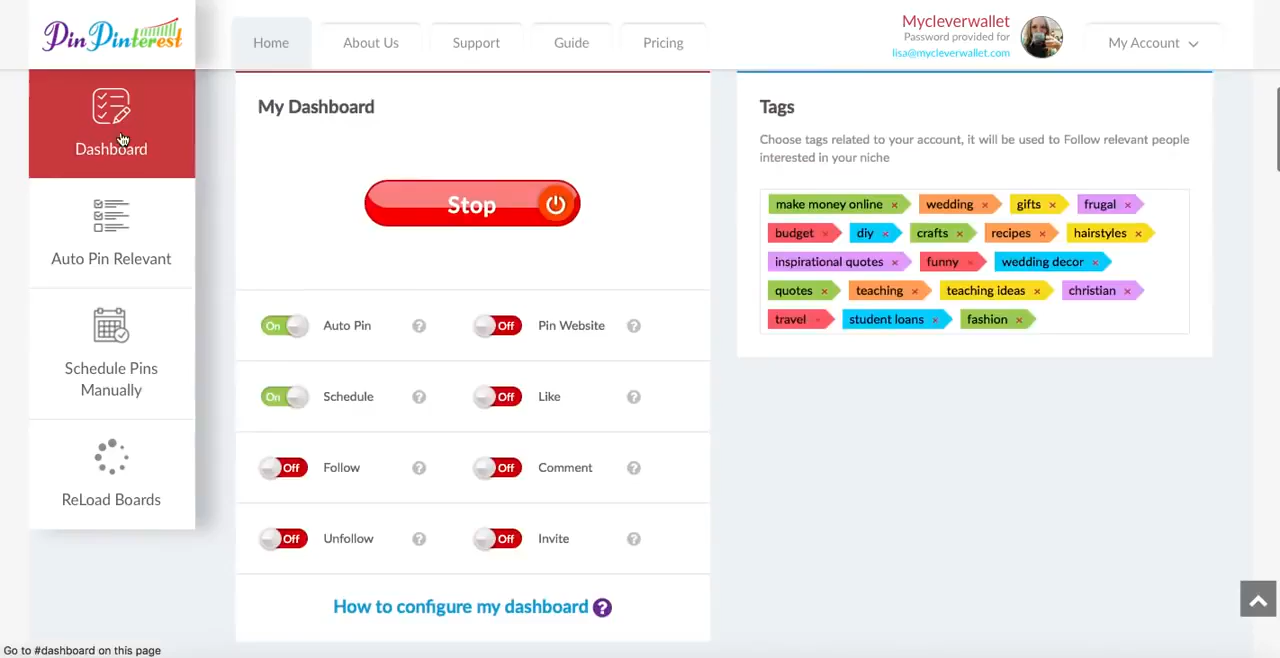 PinPinterest
Home
About Us
Support
Guide
Pricing
Mycleverwallet
Password provided for
lisa@mycleverwallet.com
My Account
Dashboard
Auto Pin Relevant
Schedule Pins
Manually
ReLoad Boards
My Dashboard
Stop
On Auto Pin ? Off Pin Website ?
On Schedule ? Off Like ?
Off Follow ? Off Comment ?
Off Unfollow ? Off Invite ?
How to configure my dashboard ?
Tags
Choose tags related to your account, it will be used to Follow relevant people
interested in your niche
make money online × wedding × gifts × frugal ×
budget × diy × crafts × recipes × hairstyles ×
inspirational quotes × funny × wedding decor ×
quotes × teaching × teaching ideas × christian ×
travel × student loans × fashion ×
Go to #dashboard on this page